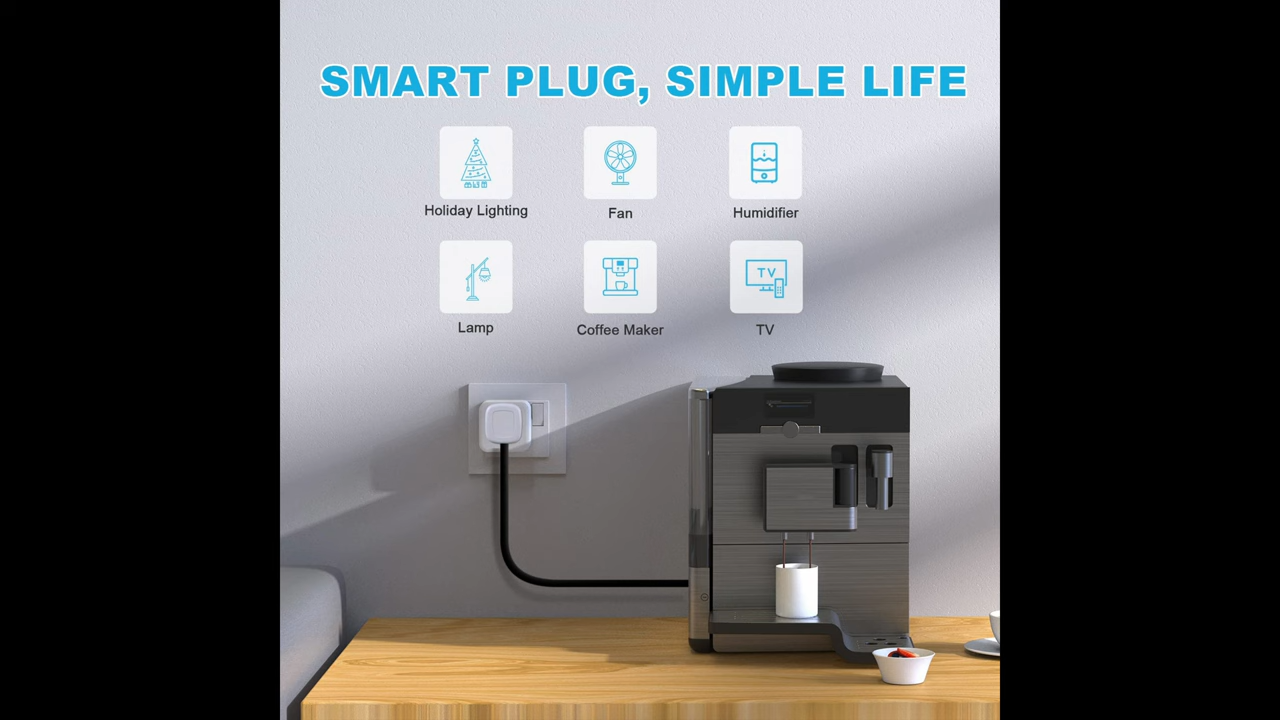 SMART PLUG, SIMPLE LIFE
Holiday Lighting
Fan
Humidifier
TV
Lamp
Coffee Maker
TV